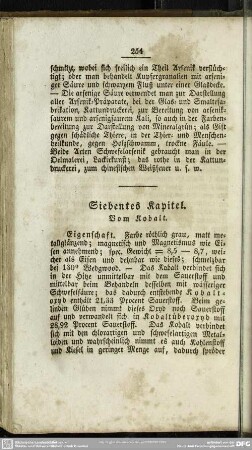 254
schmilzt, wobei sich freilich ein Theil Arsenik verflüch-
tigt; oder man behandelt Kupfergranalien mit arseni-
ger Säure und schwarzem Fluß unter einer Glasdecke.
— Die arsenige Säure verwendet man zur Darstellung
aller Arsenik-Präparate, bei der Glas- und Smaltefa-
brikation, Kattundruckerei, zur Bereitung von arsenik-
saurem und arsenigsaurem Kali, so auch in der Farben-
bereitung zur Darstellung von Mineralgrün; als Gift
gegen schädliche Thiere, in der Thier- und Menschen-
heilkunde, gegen Holzschwamm, trockne Fäule. —
Beide Arten Schwefelarsenik gebraucht man in der
Oelmalerei, Lackirkunst; das rothe in der Kattun-
druckerei, zum chinesischen Weißfeuer u. s. w.
Siebentes Kapitel.
Vom Kobalt.
Eigenschaft. Farbe röthlich grau, matt me-
tallglänzend; magnetisch und Magnetismus wie Ei-
sen annehmend; spec. Gewicht = 8,5 — 8,7, wei-
cher als Eisen und dehnbar wie dieses; schmelzbar
bei 130° Wedgwood. — Das Kobalt verbindet sich
in der Hitze unmittelbar mit dem Sauerstoff und
mittelbar beim Behandeln desselben mit wässeriger
Schwefelsäure; das dadurch entstehende Kobalt-
oxyd enthält 21,33 Procent Sauerstoff. Beim ge-
linden Glühen nimmt dieses Oxyd noch Sauerstoff
auf und verwandelt sich in Kobaltüberoxyd mit
28,92 Procent Sauerstoff. Das Kobalt verbindet
sich mit den chlorartigen und schwefelartigen Metal-
loiden und wahrscheinlich nimmt es auch Kohlenstoff
und Kiesel in geringer Menge auf, dadurch spröder